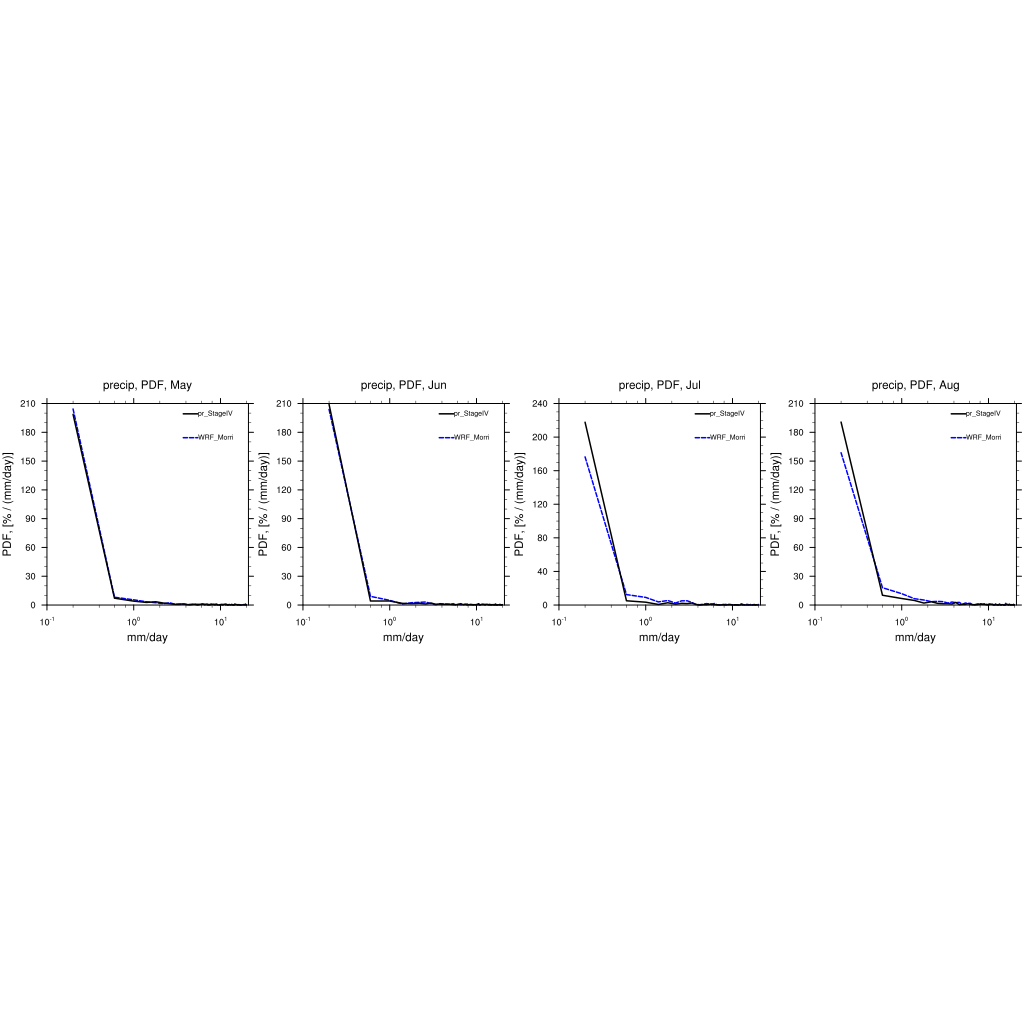 precip, PDF, May
210
180
150
120
90
60
30
0
PDF, [% / (mm/day)]
pr_StageIV
WRF_Morri
10^-1
10^0
10^1
mm/day
precip, PDF, Jun
210
180
150
120
90
60
30
0
PDF, [% / (mm/day)]
pr_StageIV
WRF_Morri
10^-1
10^0
10^1
mm/day
precip, PDF, Jul
240
200
160
120
80
40
0
PDF, [% / (mm/day)]
pr_StageIV
WRF_Morri
10^-1
10^0
10^1
mm/day
precip, PDF, Aug
210
180
150
120
90
60
30
0
PDF, [% / (mm/day)]
pr_StageIV
WRF_Morri
10^-1
10^0
10^1
mm/day